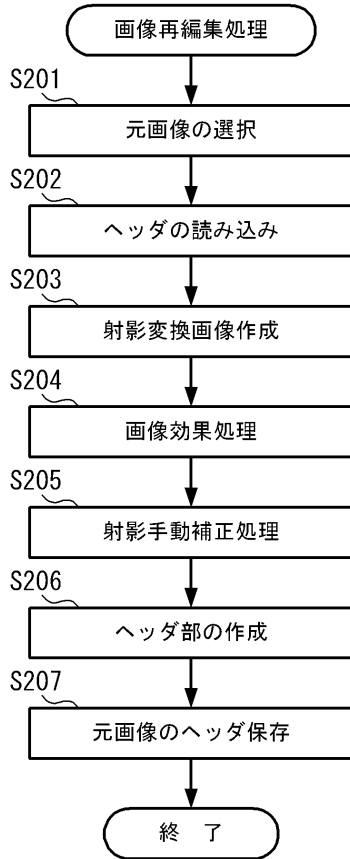 画像再編集処理
S201
元画像の選択
S202
ヘッダの読み込み
S203
射影変換画像作成
S204
画像効果処理
S205
射影手動補正処理
S206
ヘッダ部の作成
S207
元画像のヘッダ保存
終 了